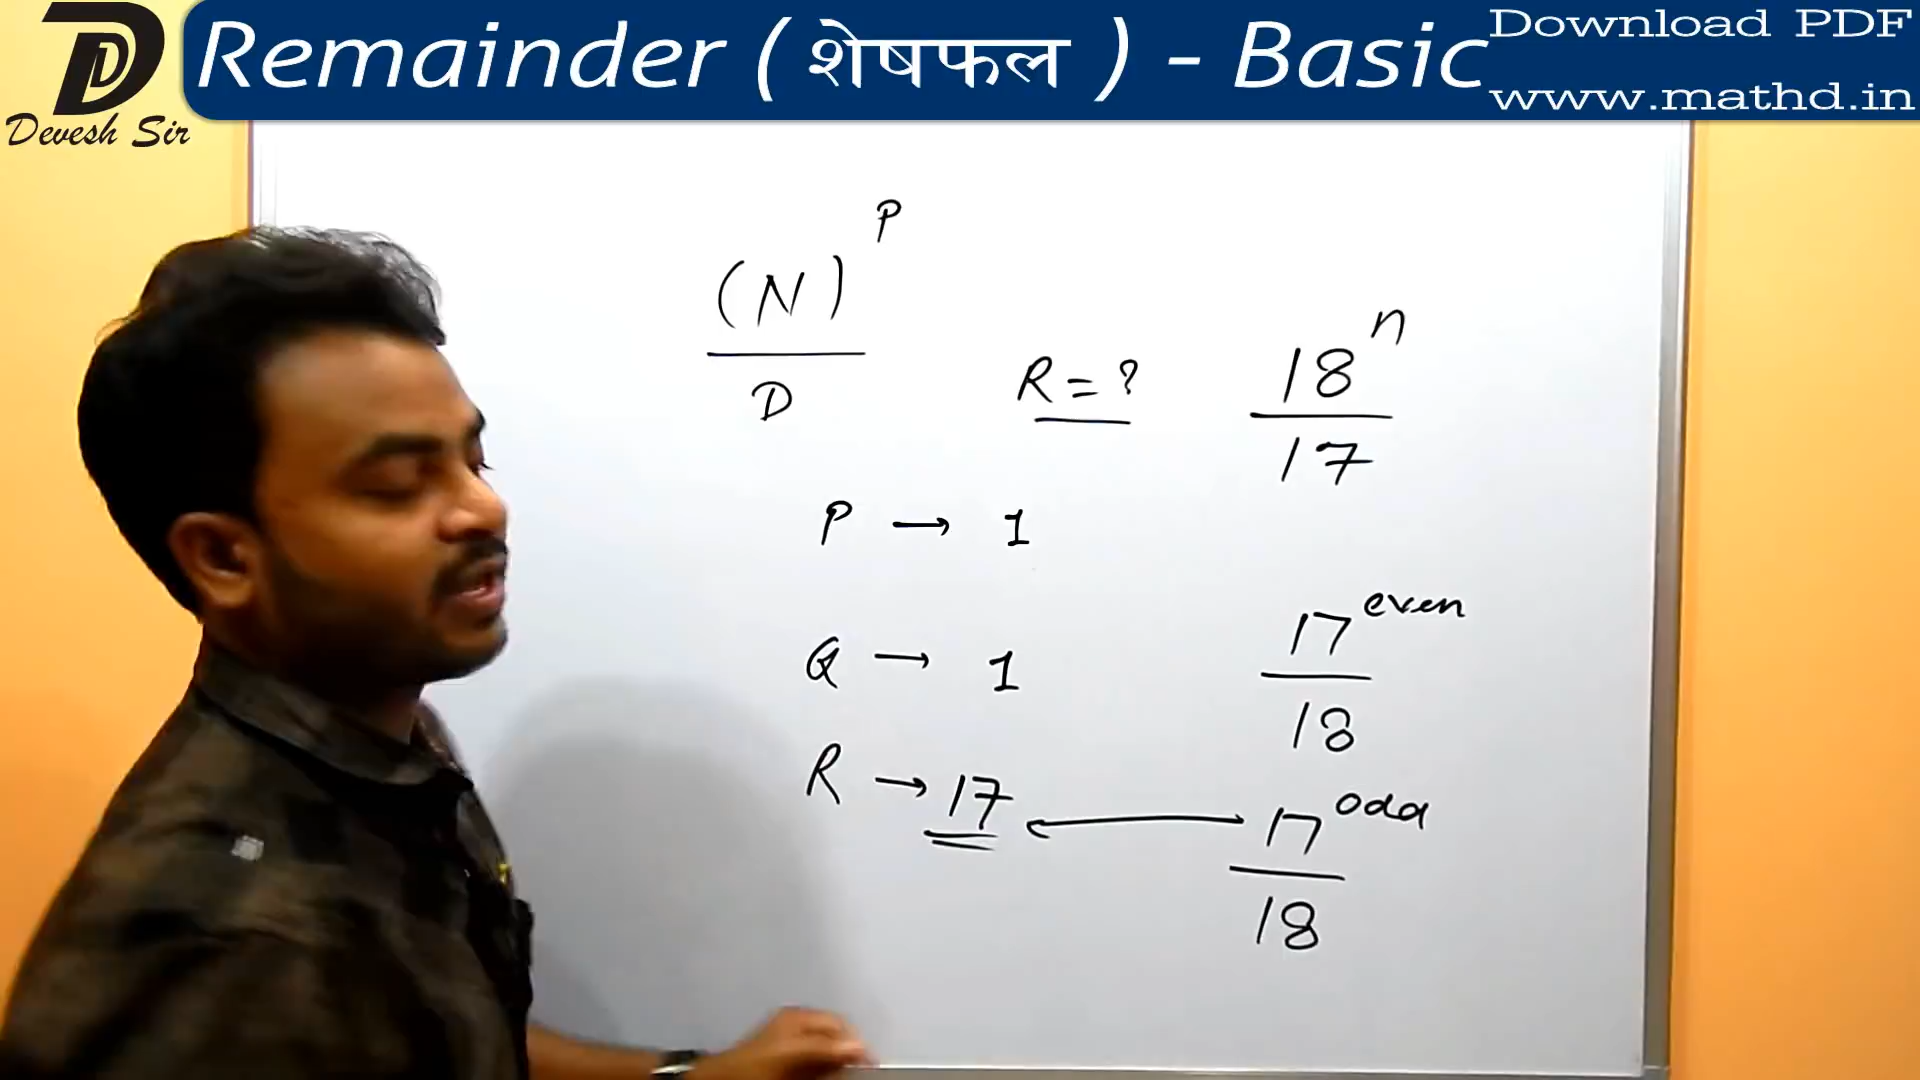 D
Devesh Sir
Remainder ( शेषफल ) - Basic
Download PDF
www.mathd.in
(N)^P
D
R = ?
18^n
17
P → 1
Q → 1
17^even
18
R → 17
17^odd
18